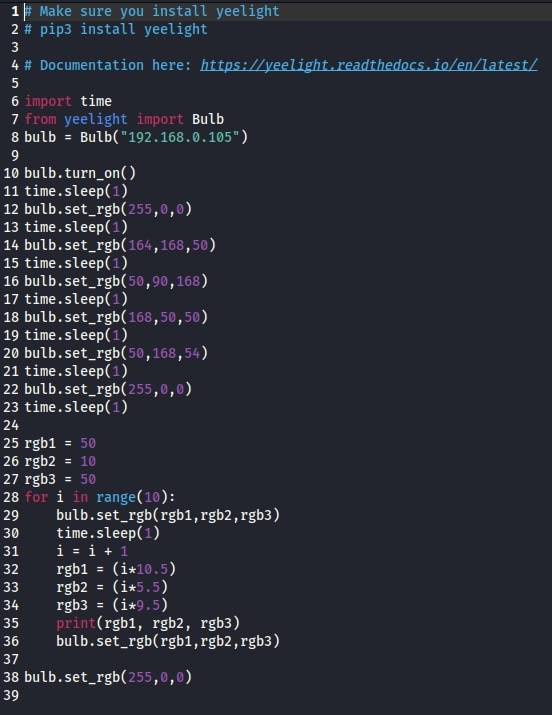 1 # Make sure you install yeelight
2 # pip3 install yeelight
3
4 # Documentation here: https://yeelight.readthedocs.io/en/latest/
5
6 import time
7 from yeelight import Bulb
8 bulb = Bulb("192.168.0.105")
9
10 bulb.turn_on()
11 time.sleep(1)
12 bulb.set_rgb(255,0,0)
13 time.sleep(1)
14 bulb.set_rgb(164,168,50)
15 time.sleep(1)
16 bulb.set_rgb(50,90,168)
17 time.sleep(1)
18 bulb.set_rgb(168,50,50)
19 time.sleep(1)
20 bulb.set_rgb(50,168,54)
21 time.sleep(1)
22 bulb.set_rgb(255,0,0)
23 time.sleep(1)
24
25 rgb1 = 50
26 rgb2 = 10
27 rgb3 = 50
28 for i in range(10):
29     bulb.set_rgb(rgb1,rgb2,rgb3)
30     time.sleep(1)
31     i = i + 1
32     rgb1 = (i*10.5)
33     rgb2 = (i*5.5)
34     rgb3 = (i*9.5)
35     print(rgb1, rgb2, rgb3)
36     bulb.set_rgb(rgb1,rgb2,rgb3)
37
38 bulb.set_rgb(255,0,0)
39